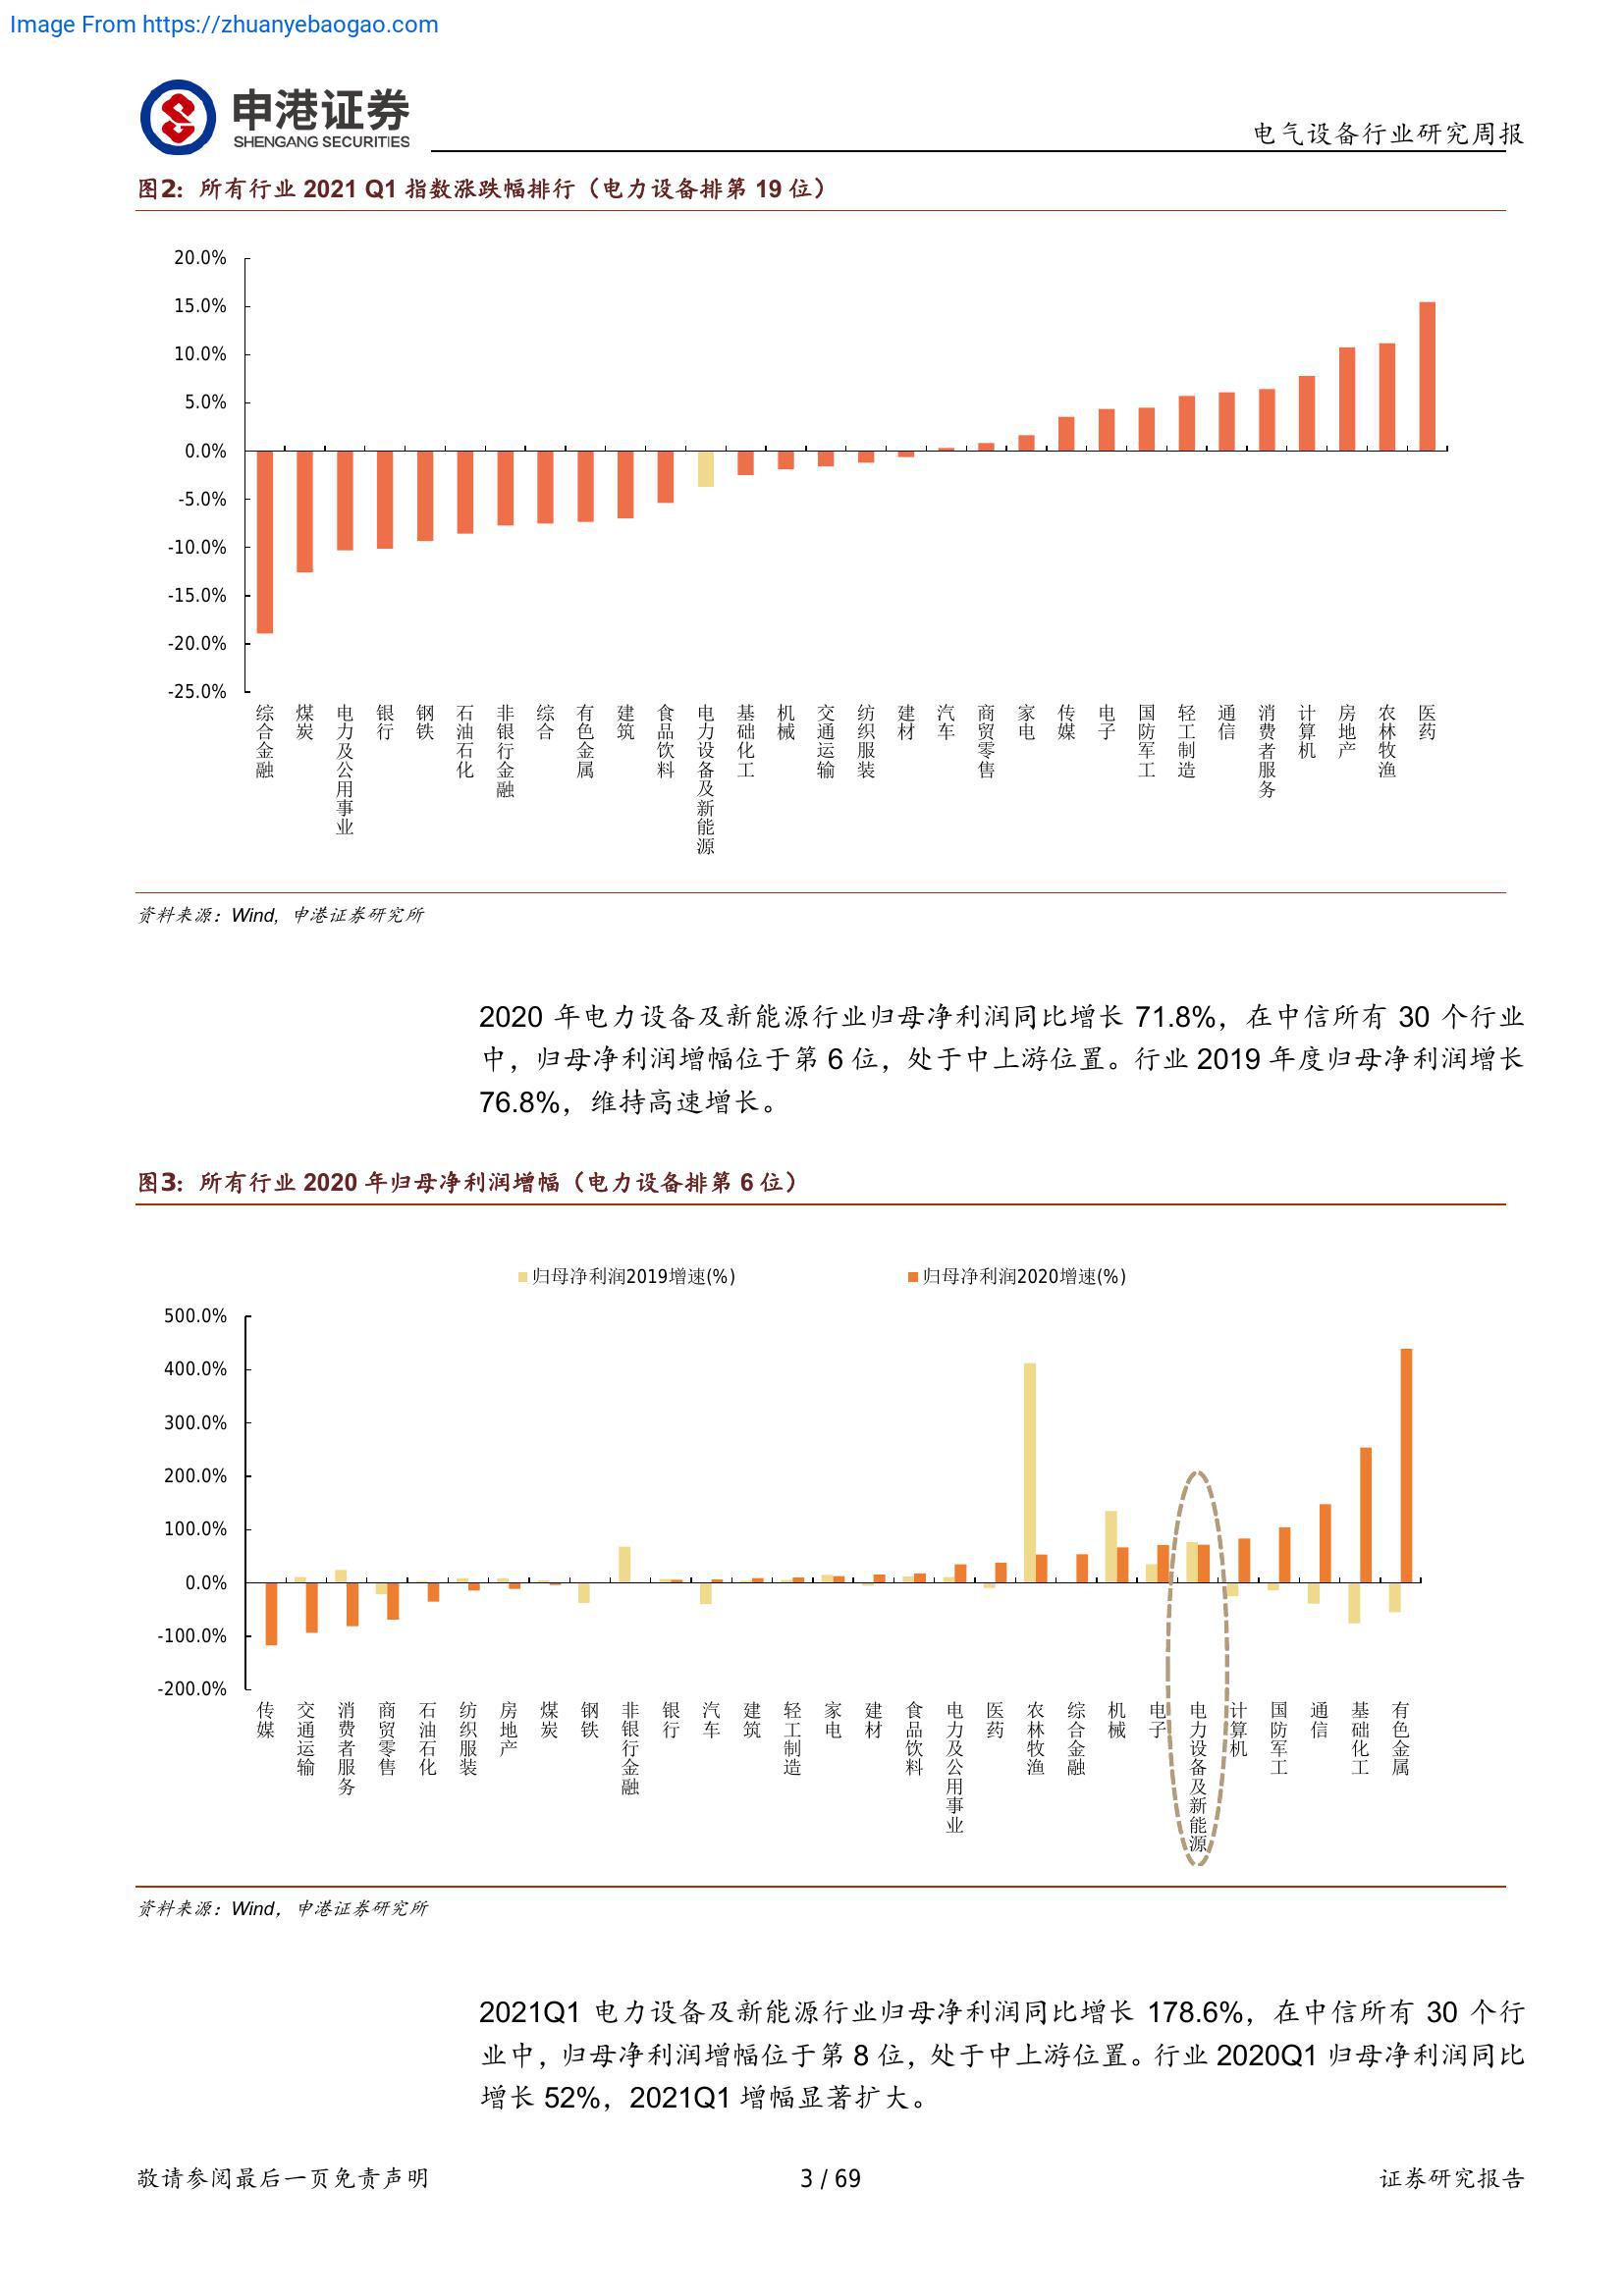 Image From https://zhuanyebaogao.com
申港证券
SHENGANG SECURITIES
电气设备行业研究周报
图2: 所有行业 2021 Q1 指数涨跌幅排行（电力设备排第 19 位）
20.0%
15.0%
10.0%
5.0%
0.0%
-5.0%
-10.0%
-15.0%
-20.0%
-25.0%
综合金融
煤炭
电力及公用事业
银行
钢铁
石油石化
非银行金融
综合
有色金属
建筑
食品饮料
电力设备及新能源
基础化工
机械
交通运输
纺织服装
建材
汽车
商贸零售
家电
传媒
电子
国防军工
轻工制造
通信
消费者服务
计算机
房地产
农林牧渔
医药
资料来源：Wind, 申港证券研究所
2020 年电力设备及新能源行业归母净利润同比增长 71.8%，在中信所有 30 个行业
中，归母净利润增幅位于第 6 位，处于中上游位置。行业 2019 年度归母净利润增长
76.8%，维持高速增长。
图3: 所有行业 2020 年归母净利润增幅（电力设备排第 6 位）
归母净利润2019增速(%)
归母净利润2020增速(%)
500.0%
400.0%
300.0%
200.0%
100.0%
0.0%
-100.0%
-200.0%
传媒
交通运输
消费者服务
商贸零售
石油石化
纺织服装
房地产
煤炭
钢铁
非银行金融
银行
汽车
建筑
轻工制造
家电
建材
食品饮料
电力及公用事业
医药
农林牧渔
综合金融
机械
电子
电力设备及新能源
计算机
国防军工
通信
基础化工
有色金属
资料来源：Wind，申港证券研究所
2021Q1 电力设备及新能源行业归母净利润同比增长 178.6%，在中信所有 30 个行
业中，归母净利润增幅位于第 8 位，处于中上游位置。行业 2020Q1 归母净利润同比
增长 52%，2021Q1 增幅显著扩大。
敬请参阅最后一页免责声明
3 / 69
证券研究报告